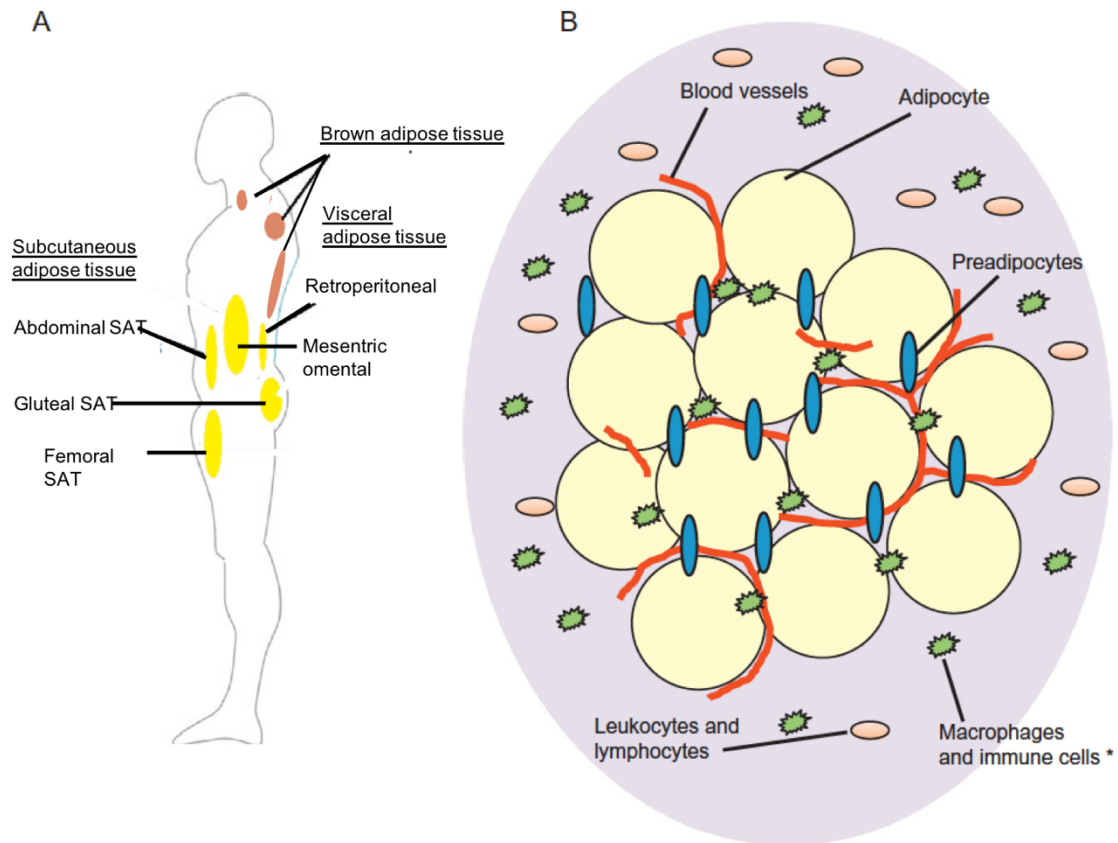 A
Brown adipose tissue
Visceral
adipose tissue
Subcutaneous
adipose tissue
Retroperitoneal
Abdominal SAT
Mesentric
omental
Gluteal SAT
Femoral
SAT
B
Blood vessels
Adipocyte
Preadipocytes
Leukocytes and
lymphocytes
Macrophages
and immune cells *